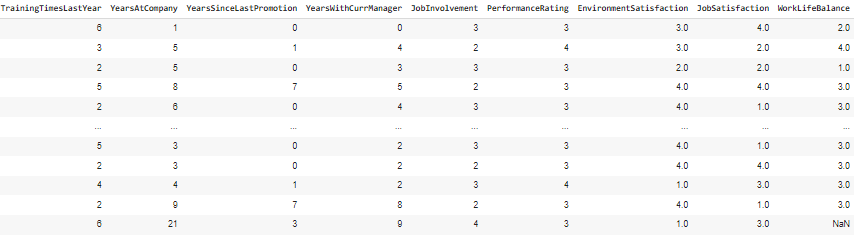 TrainingTimesLastYear YearsAtCompany YearsSinceLastPromotion YearsWithCurrManager JobInvolvement PerformanceRating EnvironmentSatisfaction JobSatisfaction WorkLifeBalance
6 1 0 0 3 3 3.0 4.0 2.0
3 5 1 4 2 4 3.0 2.0 4.0
2 5 0 3 3 3 2.0 2.0 1.0
5 8 7 5 2 3 4.0 4.0 3.0
2 6 0 4 3 3 4.0 1.0 3.0
... ... ... ... ... ... ... ... ...
5 3 0 2 3 3 4.0 1.0 3.0
2 3 0 2 2 3 4.0 4.0 3.0
4 4 1 2 3 4 1.0 3.0 3.0
2 9 7 8 2 3 4.0 1.0 3.0
6 21 3 9 4 3 1.0 3.0 NaN